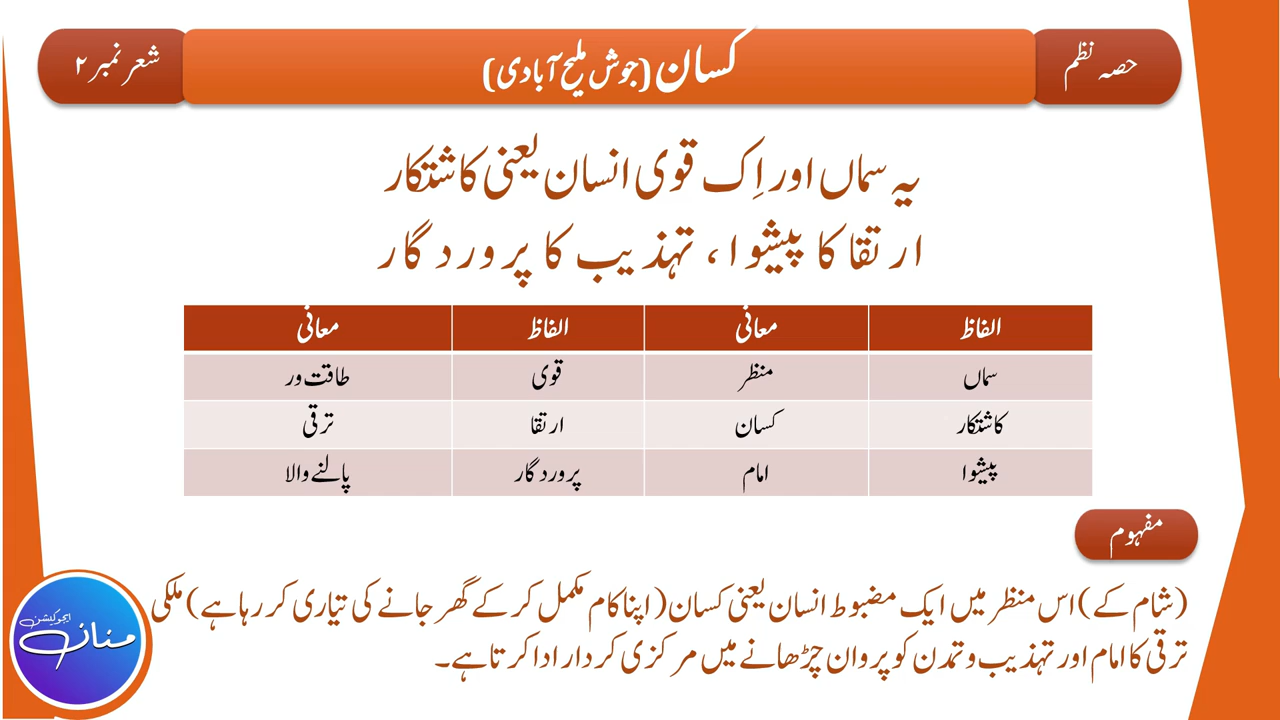 حصہ نظم
کسان (جوش ملیح آبادی)
شعر نمبر ۲
یہ سماں اور اِک قوی انسان یعنی کاشتکار
ارتقا کا پیشوا، تہذیب کا پروردگار
الفاظ معانی الفاظ معانی
سماں منظر قوی طاقت ور
کاشتکار کسان ارتقا ترقی
پیشوا امام پروردگار پالنے والا
مفہوم
(شام کے) اس منظر میں ایک مضبوط انسان یعنی کسان (اپنا کام مکمل کر کے گھر جانے کی تیاری کر رہا ہے) ملکی
ترقی کا امام اور تہذیب و تمدن کو پروان چڑھانے میں مرکزی کردار ادا کرتا ہے۔
ایجوکیشن
منان